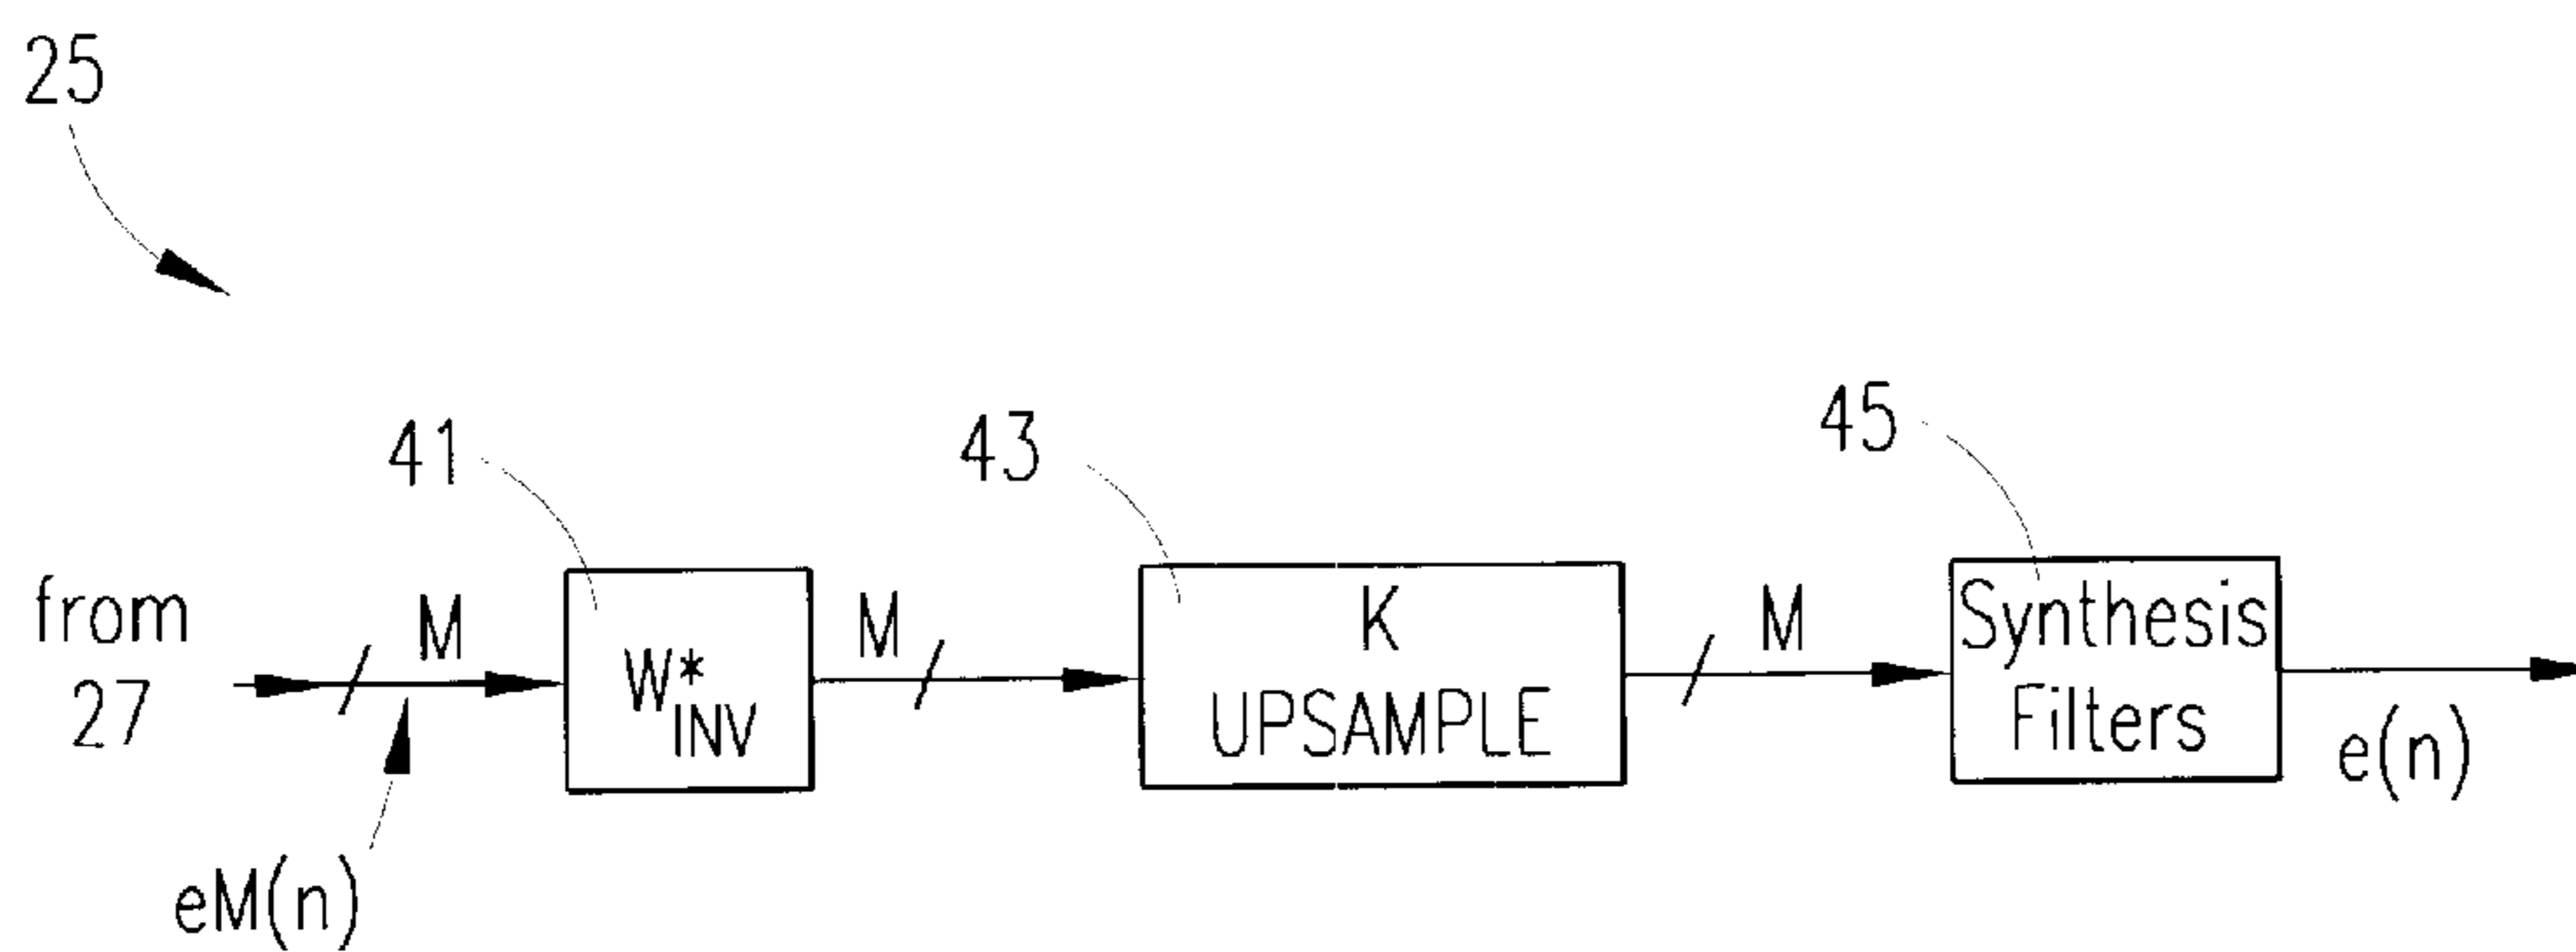 25
41
43
45
from
27
M
eM(n)
W*INV
M
K
UPSAMPLE
M
Synthesis
Filters
e(n)